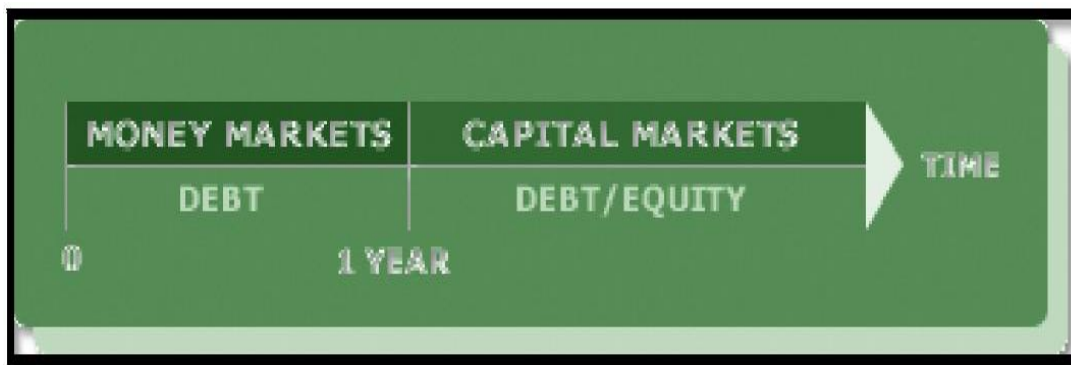 MONEY MARKETS CAPITAL MARKETS
TIME
DEBT DEBT/EQUITY
0 1 YEAR